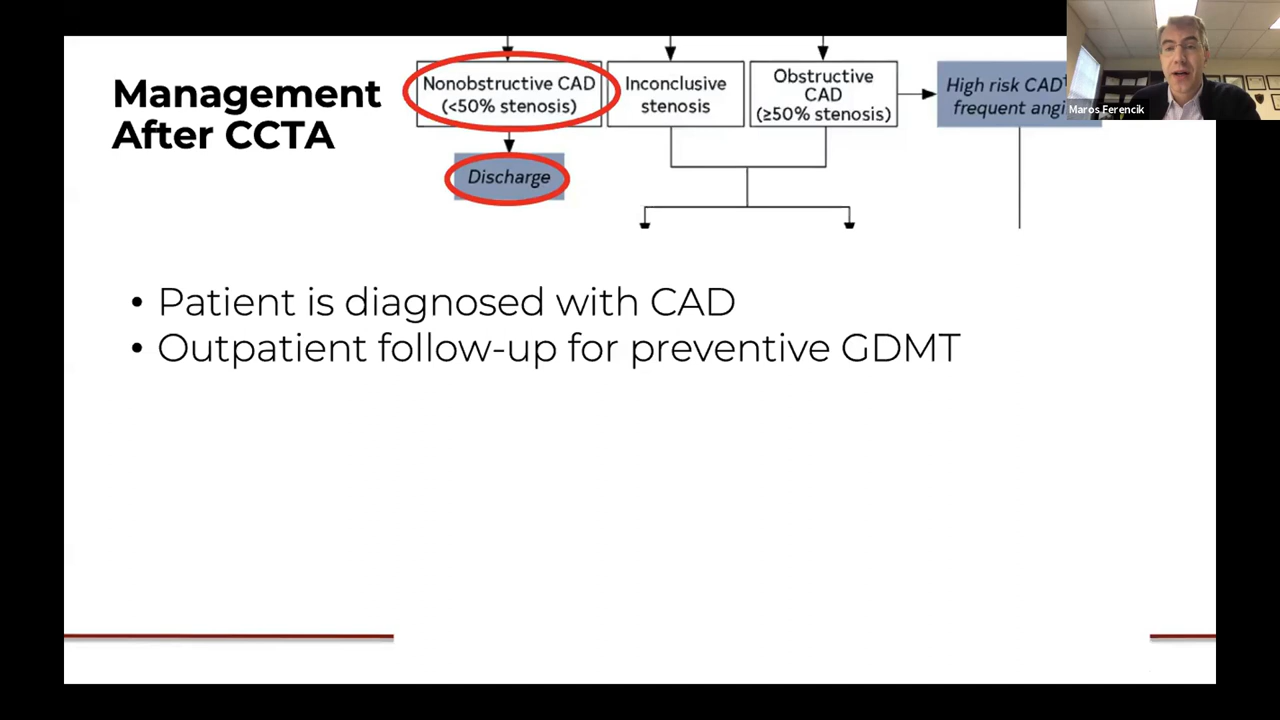 Management
After CCTA
Nonobstructive CAD
(<50% stenosis)
Discharge
Inconclusive
stenosis
Obstructive
CAD
(≥50% stenosis)
High risk CAD
frequent
Maros Ferencik
• Patient is diagnosed with CAD
• Outpatient follow-up for preventive GDMT